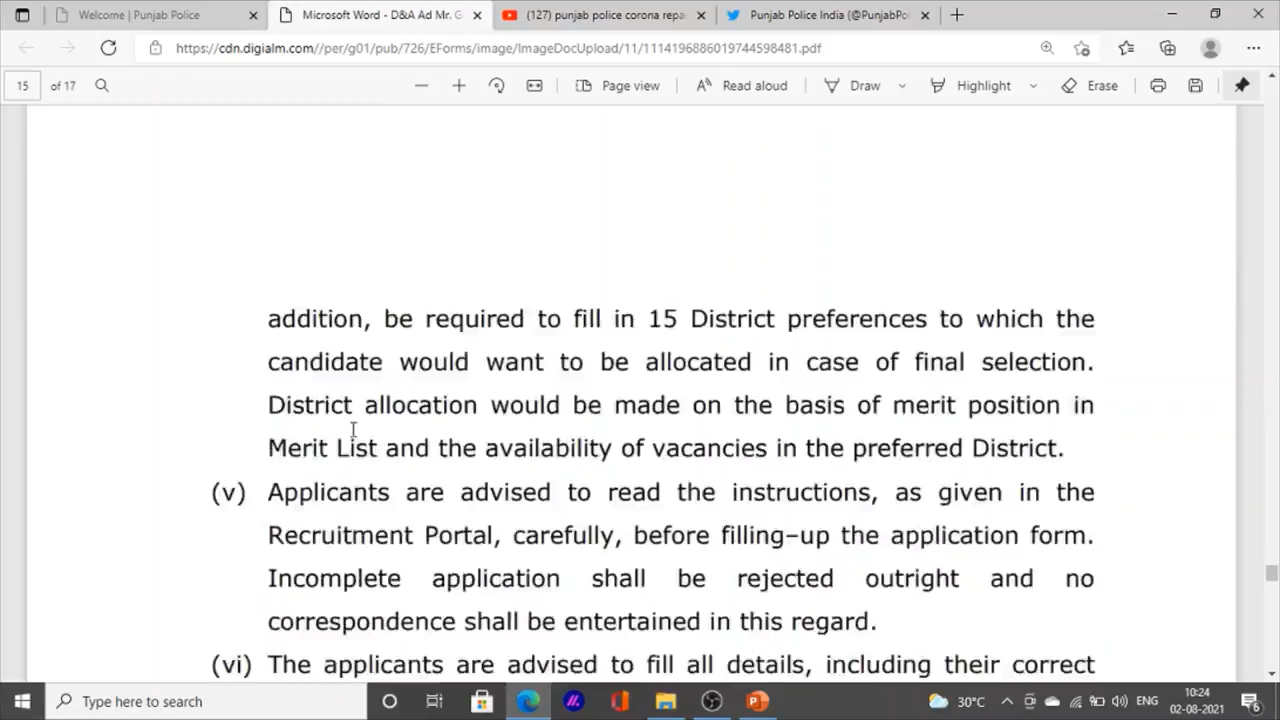 Welcome | Punjab Police
Microsoft Word - D&A Ad Mr. G
(127) punjab police corona repa
Punjab Police India (@PunjabPol
https://cdn.digialm.com//per/g01/pub/726/EForms/image/ImageDocUpload/11/1114196886019744598481.pdf
15 of 17
Page view
Read aloud
Draw
Highlight
Erase
addition, be required to fill in 15 District preferences to which the
candidate would want to be allocated in case of final selection.
District allocation would be made on the basis of merit position in
Merit List and the availability of vacancies in the preferred District.
(v) Applicants are advised to read the instructions, as given in the
Recruitment Portal, carefully, before filling–up the application form.
Incomplete application shall be rejected outright and no
correspondence shall be entertained in this regard.
(vi) The applicants are advised to fill all details, including their correct
Type here to search
30°C
ENG
10:24
02-08-2021
6